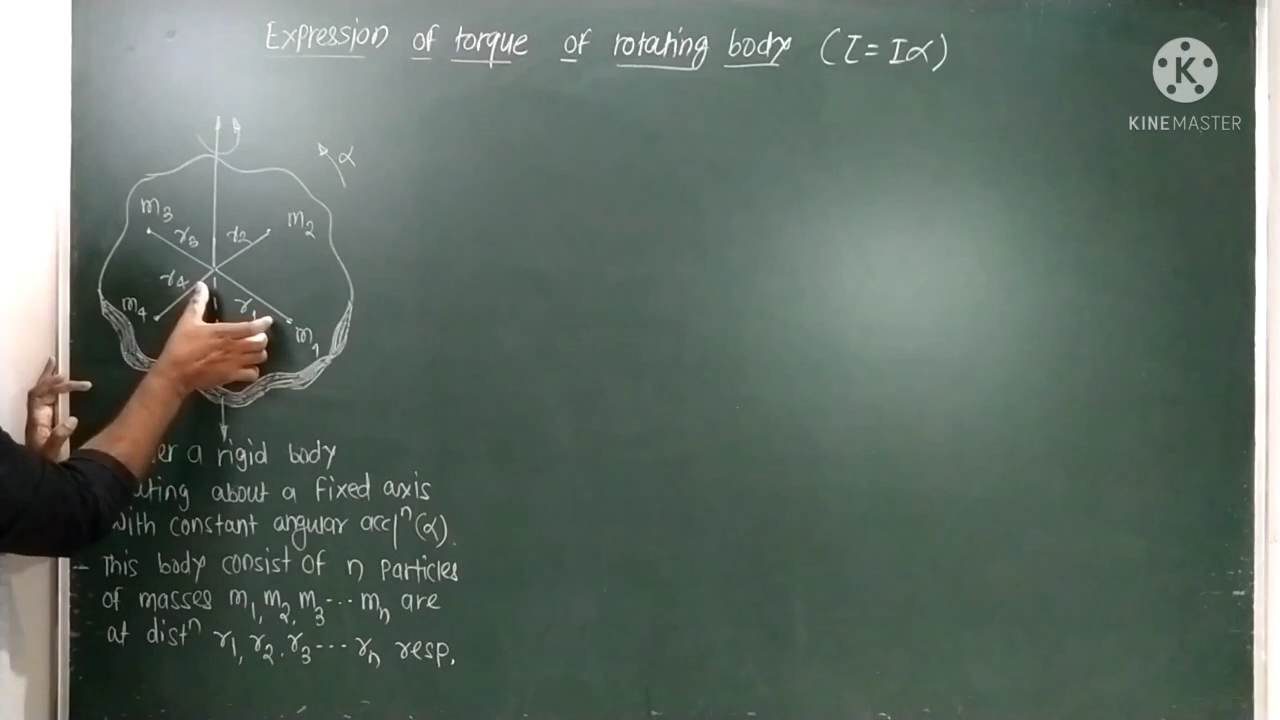 Expression of torque of rotating body (τ = Iα)
KINEMASTER
α
m3
m2
r3
r2
r4
r1
m4
m1
a rigid body
about a fixed axis
with constant angular acclⁿ (α).
- This body consist of n particles
of masses m1, m2, m3 --- mn are
at distⁿ r1, r2, r3 --- rn resp.